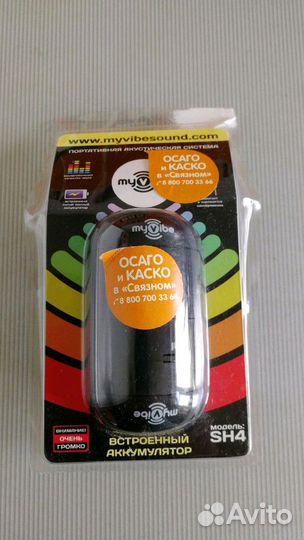 www.myvibesound.com
ПОРТАТИВНАЯ АКУСТИЧЕСКАЯ СИСТЕМА
ОСАГО
и КАСКО
в «Связном»
8 800 700 33 66
myvibe
ОСАГО
и КАСКО
в «Связном»
8 800 700 33 66
myvibe
ВНИМАНИЕ!
ОЧЕНЬ
ГРОМКО
ВСТРОЕННЫЙ
АККУМУЛЯТОР
МОДЕЛЬ:
SH4
Avito